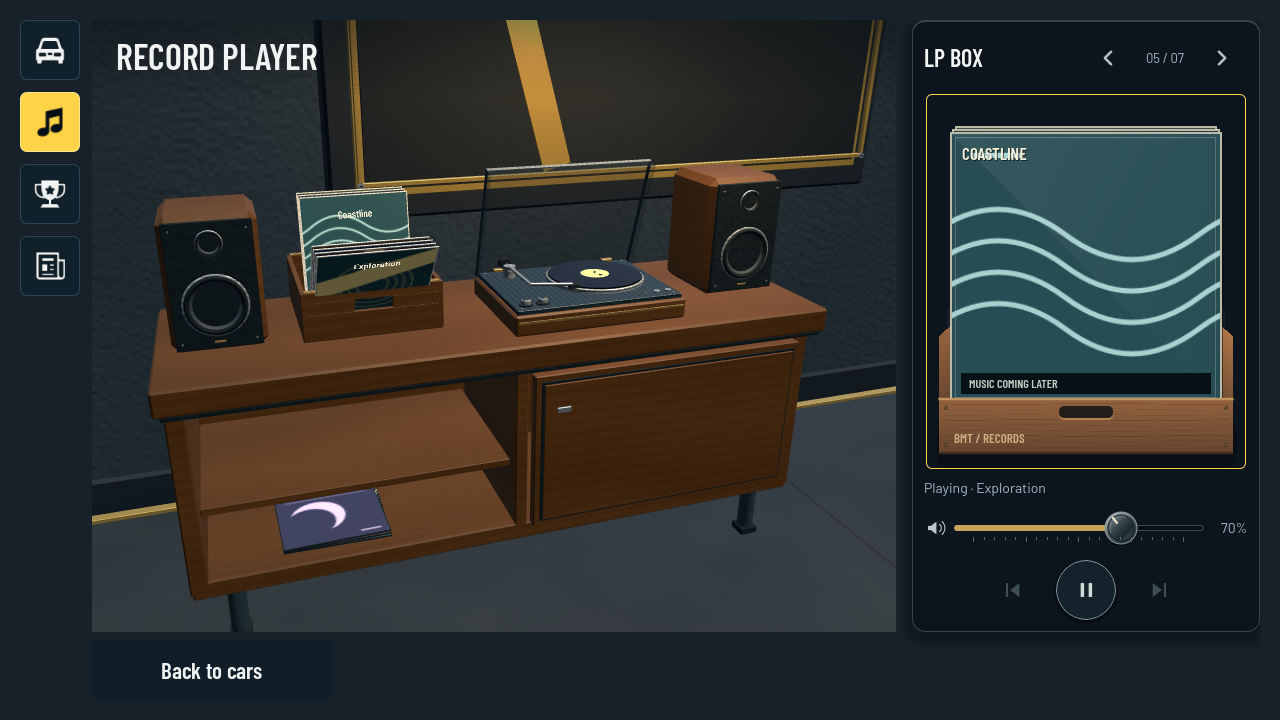 RECORD PLAYER
Coastline
Exploration
Back to cars
LP BOX
05 / 07
COASTLINE
MUSIC COMING LATER
BMT / RECORDS
Playing · Exploration
70%